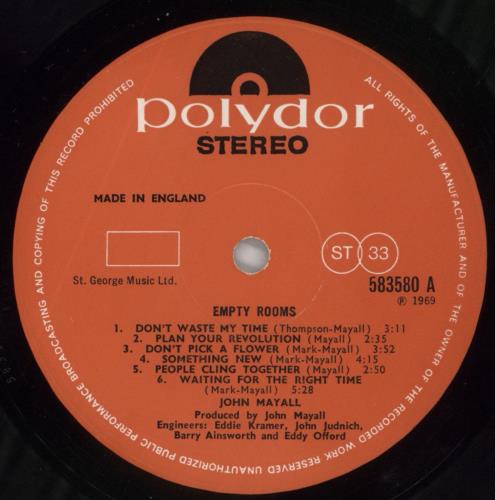 polydor
STEREO
MADE IN ENGLAND
St. George Music Ltd.
ST 33
583580 A
℗ 1969
EMPTY ROOMS
1. DON'T WASTE MY TIME (Thompson-Mayall) 3:11
2. PLAN YOUR REVOLUTION (Mayall) 2:35
3. DON'T PICK A FLOWER (Mark-Mayall) 3:52
4. SOMETHING NEW (Mark-Mayall) 4:15
5. PEOPLE CLING TOGETHER (Mayall) 2:50
6. WAITING FOR THE RIGHT TIME
(Mark-Mayall) 5:28
JOHN MAYALL
Produced by John Mayall
Engineers: Eddie Kramer, John Judnich,
Barry Ainsworth and Eddy Offord
ALL RIGHTS OF THE MANUFACTURER AND OF THE OWNER OF THE RECORDED WORK RESERVED UNAUTHORIZED PUBLIC PERFORMANCE BROADCASTING AND COPYING OF THIS RECORD PROHIBITED